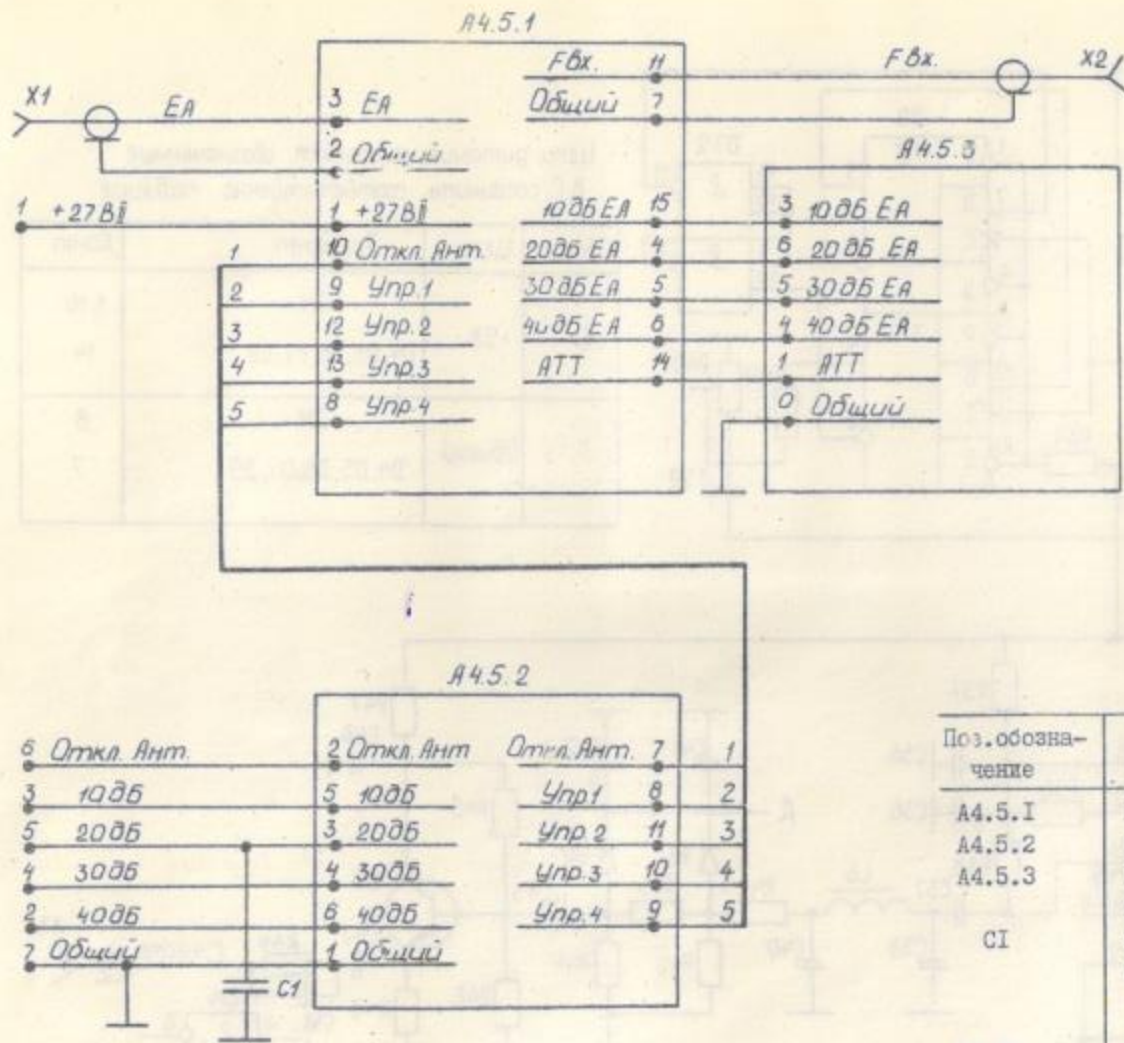 А4.5.1
X1
ЕА
3 ЕА
2 Общий
1 +27ВII
1 +27ВII
1 10 Откл. Ант.
2 9 Упр.1
3 12 Упр.2
4 13 Упр.3
5 8 Упр.4
Fвх. 11
Общий 7
Fвх.
X2
10дБ ЕА 15
20дБ ЕА 4
30дБ ЕА 5
40дБ ЕА 6
АТТ 14
А4.5.3
3 10дБ ЕА
6 20дБ ЕА
5 30дБ ЕА
4 40дБ ЕА
1 АТТ
0 Общий
А4.5.2
6 Откл. Ант.
3 10дБ
5 20дБ
4 30дБ
2 40дБ
7 Общий
C1
2 Откл. Ант
5 10дБ
3 20дБ
4 30дБ
6 40дБ
1 Общий
Откл. Ант. 7 1
Упр1 8 2
Упр.2 11 3
Упр.3 10 4
Упр.4 9 5
Поз.обозна-
чение
А4.5.I
А4.5.2
А4.5.3
СI